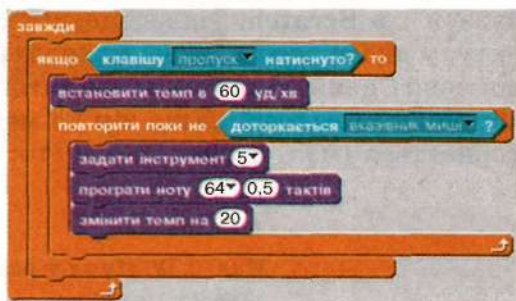 завжди
якщо клавішу пропуск натиснуто? то
встановити темп в 60 уд/хв
повторити поки не доторкається вказівник миші ?
задати інструмент 5
програти ноту 64 0,5 тактів
змінити темп на 20